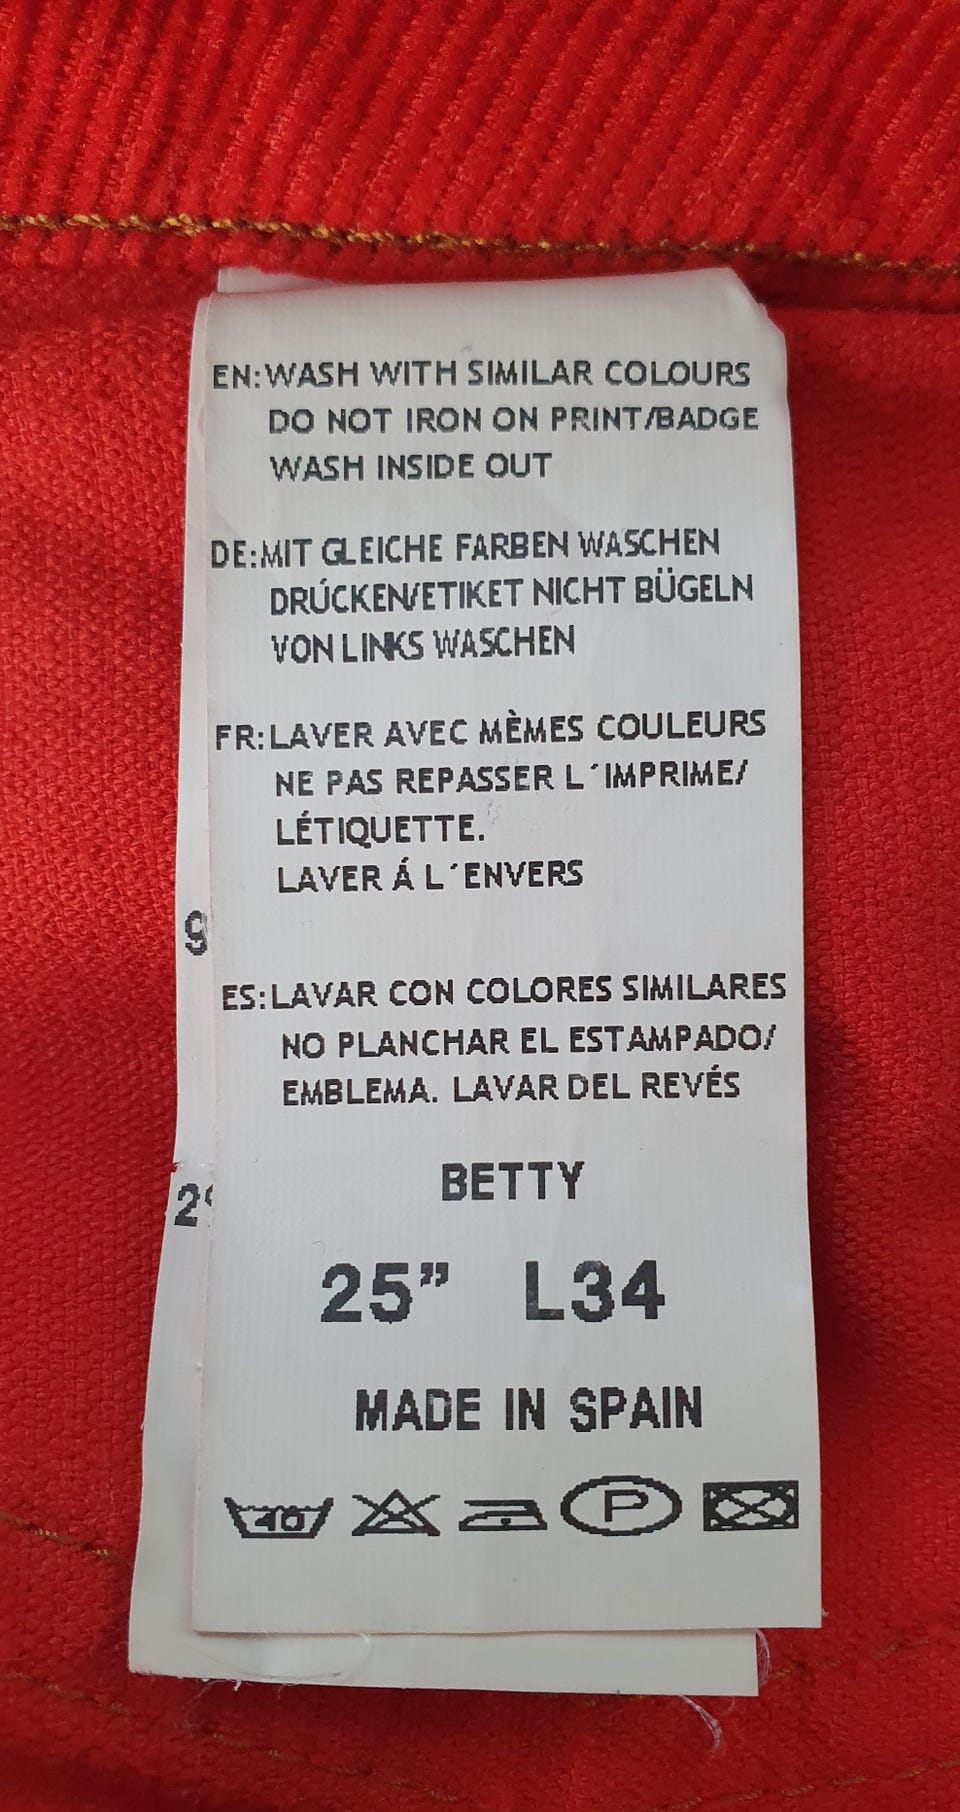 EN:WASH WITH SIMILAR COLOURS
DO NOT IRON ON PRINT/BADGE
WASH INSIDE OUT
DE:MIT GLEICHE FARBEN WASCHEN
DRÚCKEN/ETIKET NICHT BÜGELN
VON LINKS WASCHEN
FR:LAVER AVEC MÈMES COULEURS
NE PAS REPASSER L´IMPRIME/
LÉTIQUETTE.
LAVER Á L´ENVERS
9
ES:LAVAR CON COLORES SIMILARES
NO PLANCHAR EL ESTAMPADO/
EMBLEMA. LAVAR DEL REVÉS
BETTY
2
25” L34
MADE IN SPAIN
40 P